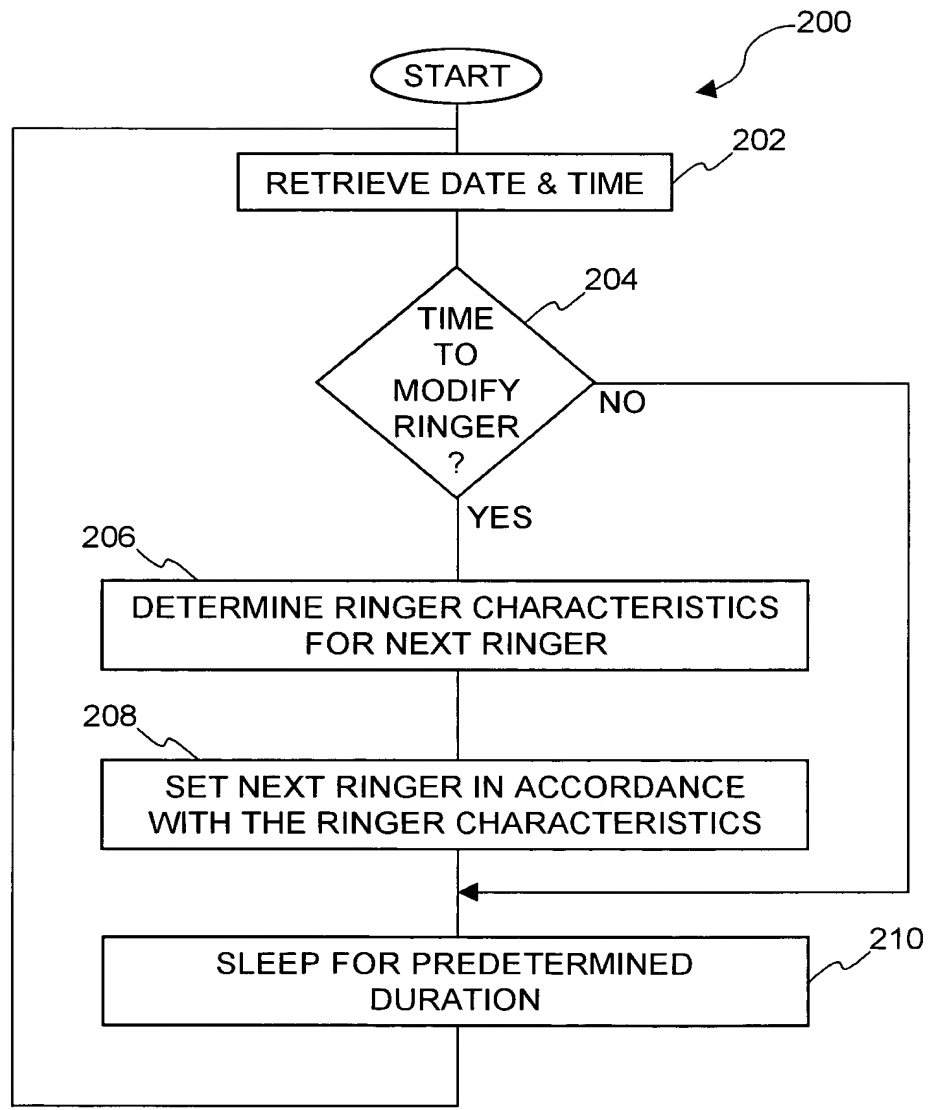 200
START
202
RETRIEVE DATE & TIME
204
TIME
TO
MODIFY
RINGER
?
NO
YES
206
DETERMINE RINGER CHARACTERISTICS
FOR NEXT RINGER
208
SET NEXT RINGER IN ACCORDANCE
WITH THE RINGER CHARACTERISTICS
210
SLEEP FOR PREDETERMINED
DURATION